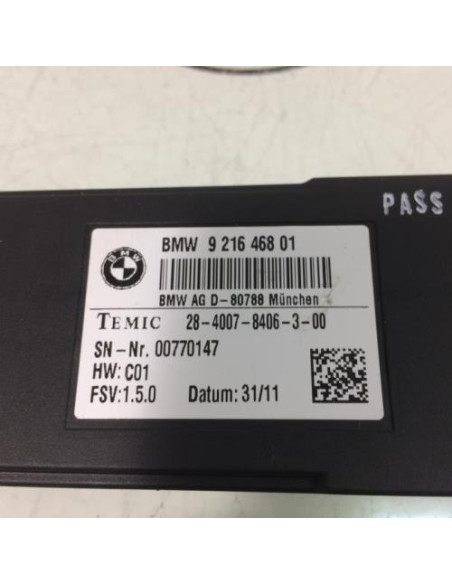 PASS
BMW
BMW 9 216 468 01
BMW AG D-80788 München
TEMIC 28-4007-8406-3-00
SN-Nr. 00770147
HW: C01
FSV:1.5.0 Datum: 31/11